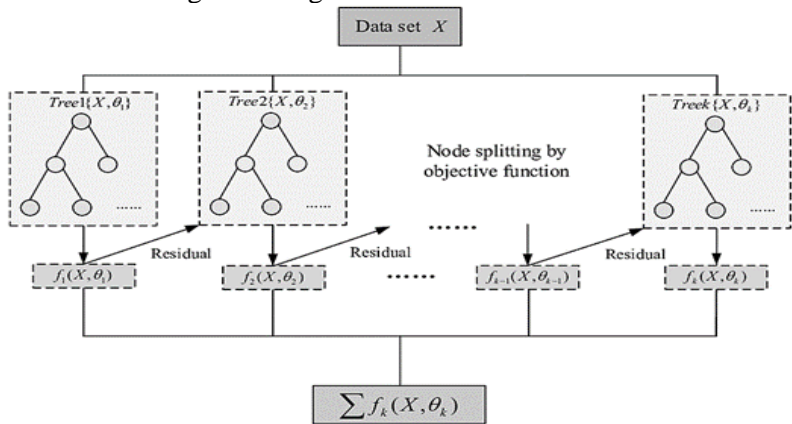 Data set X
Tree1{X,θ₁}
Tree2{X,θ₂}
Treek{X,θₖ}
Node splitting by
objective function
......
......
......
......
Residual
Residual
Residual
f₁(X,θ₁)
f₂(X,θ₂)
......
fₖ₋₁(X,θₖ₋₁)
fₖ(X,θₖ)
∑ fₖ(X,θₖ)